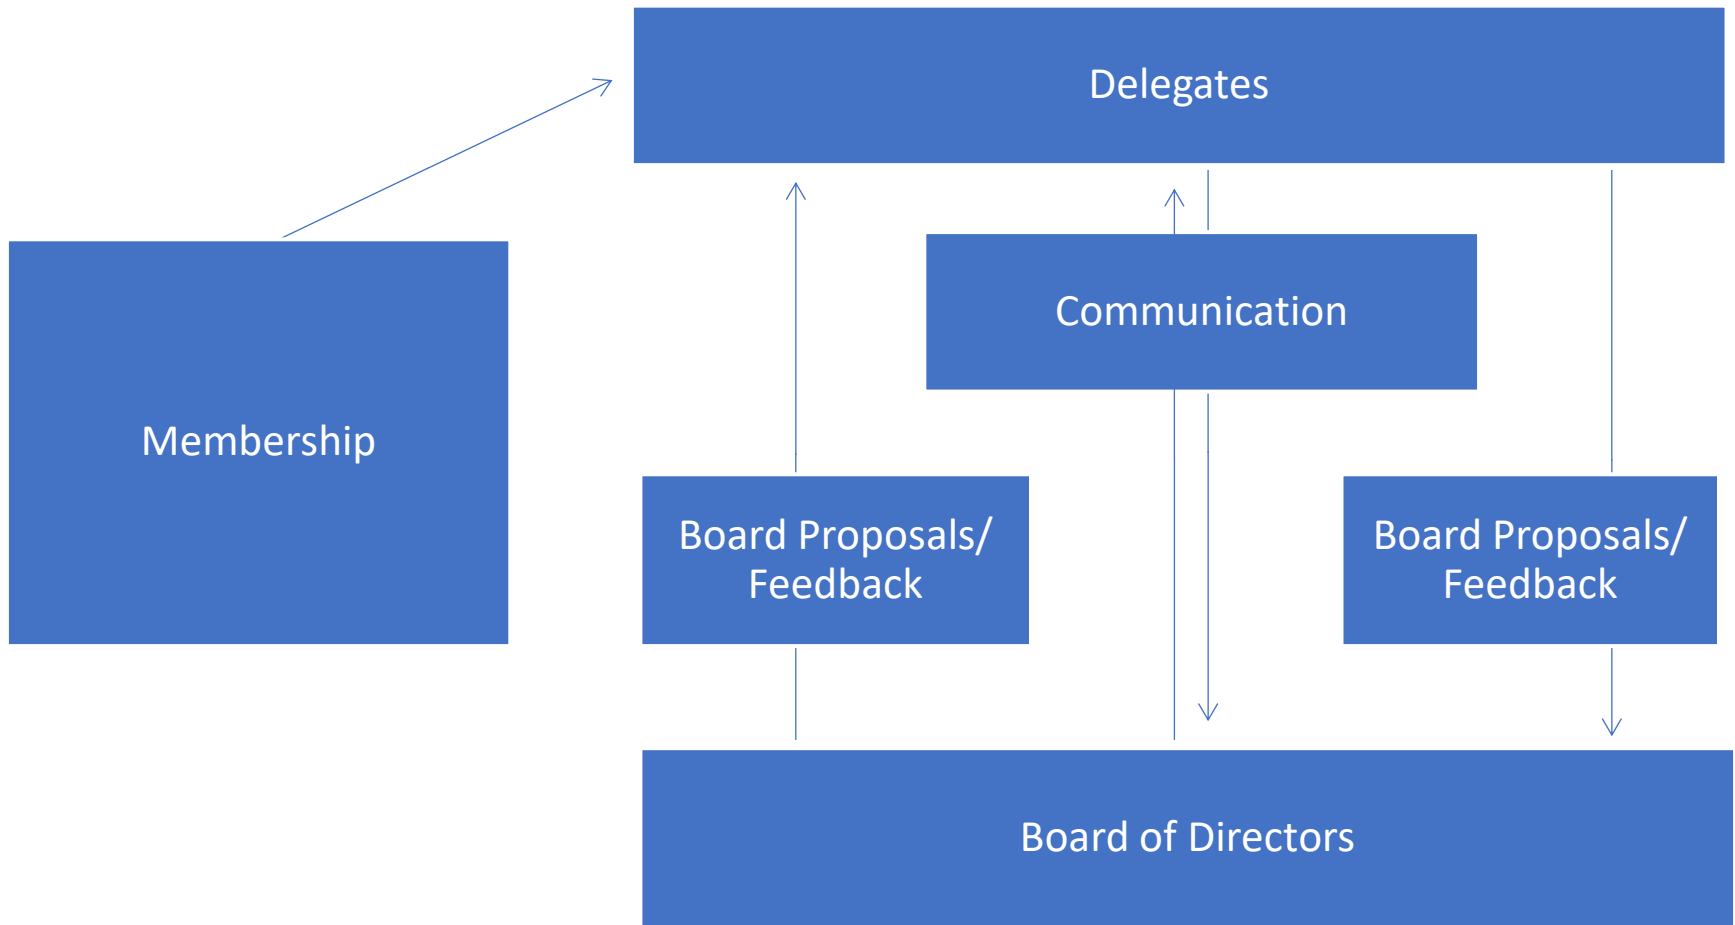 Delegates
Communication
Membership
Board Proposals/
Feedback
Board Proposals/
Feedback
Board of Directors